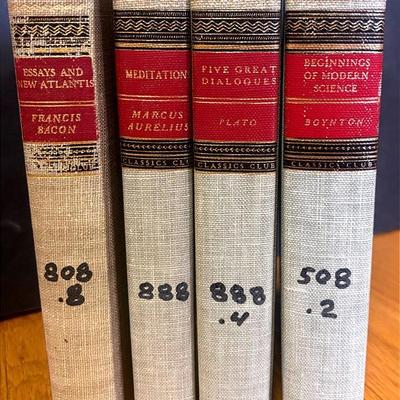 ESSAYS AND
NEW ATLANTIS
FRANCIS
BACON
808
.8
MEDITATION
MARCUS
AURELIUS
CLASSICS CLUB
888
FIVE GREAT
DIALOGUES
PLATO
CLASSICS CLUB
888
.4
BEGINNINGS
OF MODERN
SCIENCE
BOYNTON
CLASSICS CLUB
508
.2